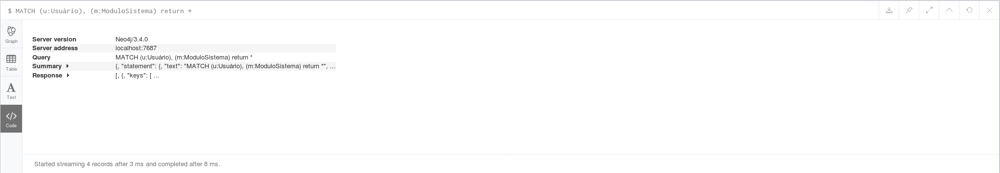 $ MATCH (u:Usuário), (m:ModuloSistema) return *
Graph
Table
Text
Code
Server version Neo4j/3.4.0
Server address localhost:7687
Query MATCH (u:Usuário), (m:ModuloSistema) return *
Summary {, "statement": {, "text": "MATCH (u:Usuário), (m:ModuloSistema) return *", ...
Response [, {, "keys": [ ...
Started streaming 4 records after 3 ms and completed after 8 ms.